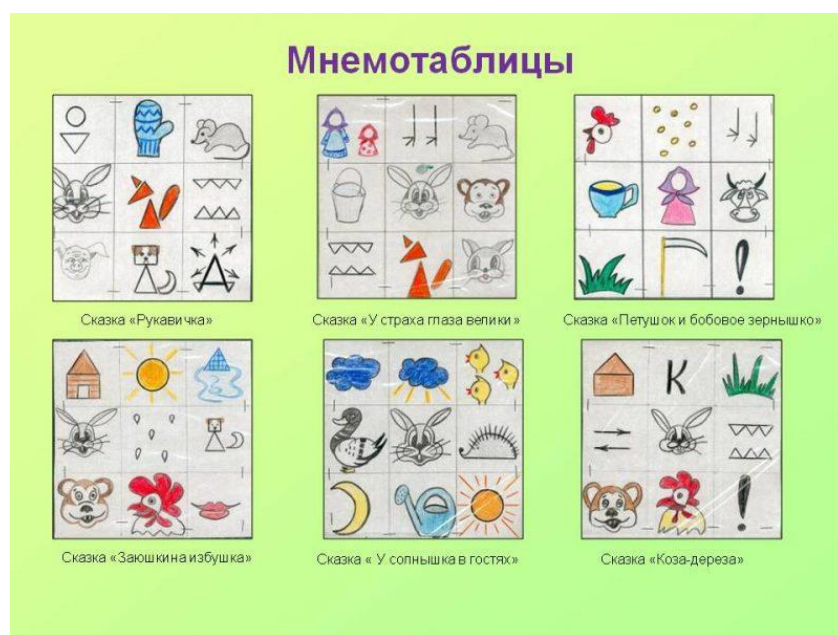 Мнемотаблицы
А
Сказка «Рукавичка»
Сказка «У страха глаза велики»
Сказка «Петушок и бобовое зернышко»
К
Сказка «Заюшкина избушка»
Сказка « У солнышка в гостях»
Сказка «Коза-дереза»